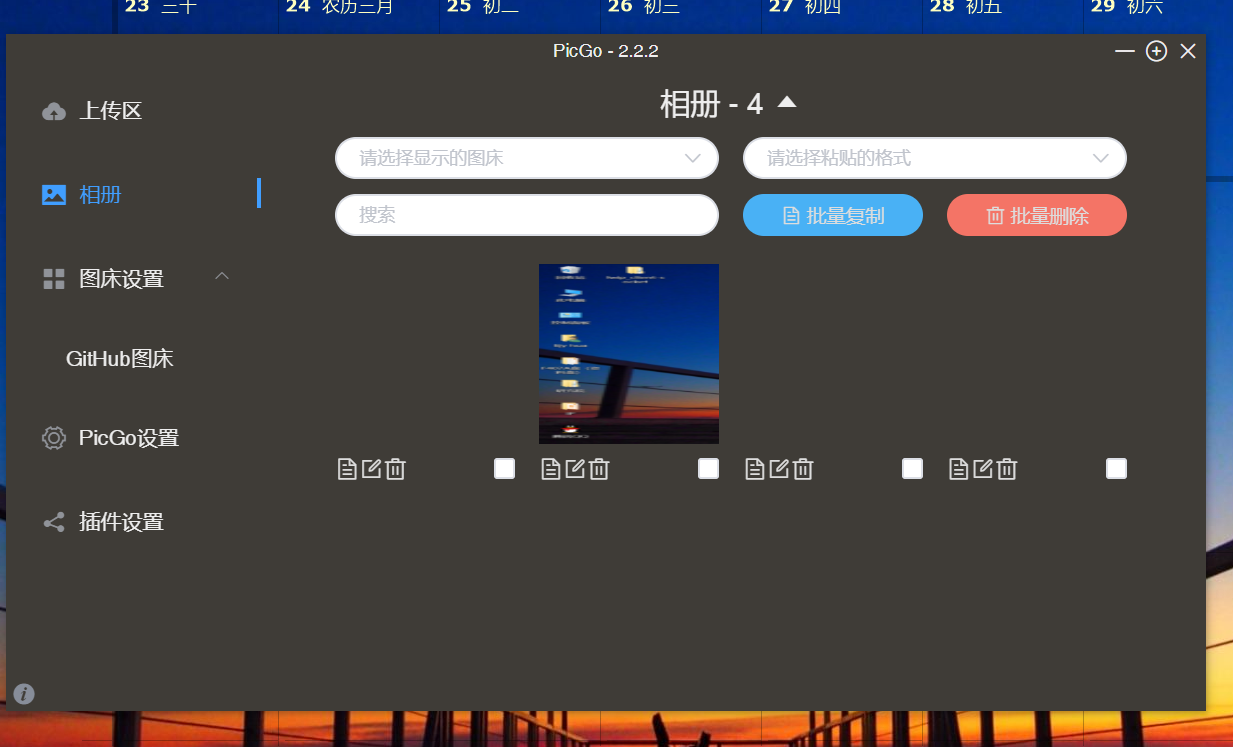 23 三十 24 农历三月 25 初二 26 初三 27 初四 28 初五 29 初六
PicGo - 2.2.2
上传区
相册
图床设置
GitHub图床
PicGo设置
插件设置
相册 - 4
请选择显示的图床 请选择粘贴的格式
搜索 批量复制 批量删除